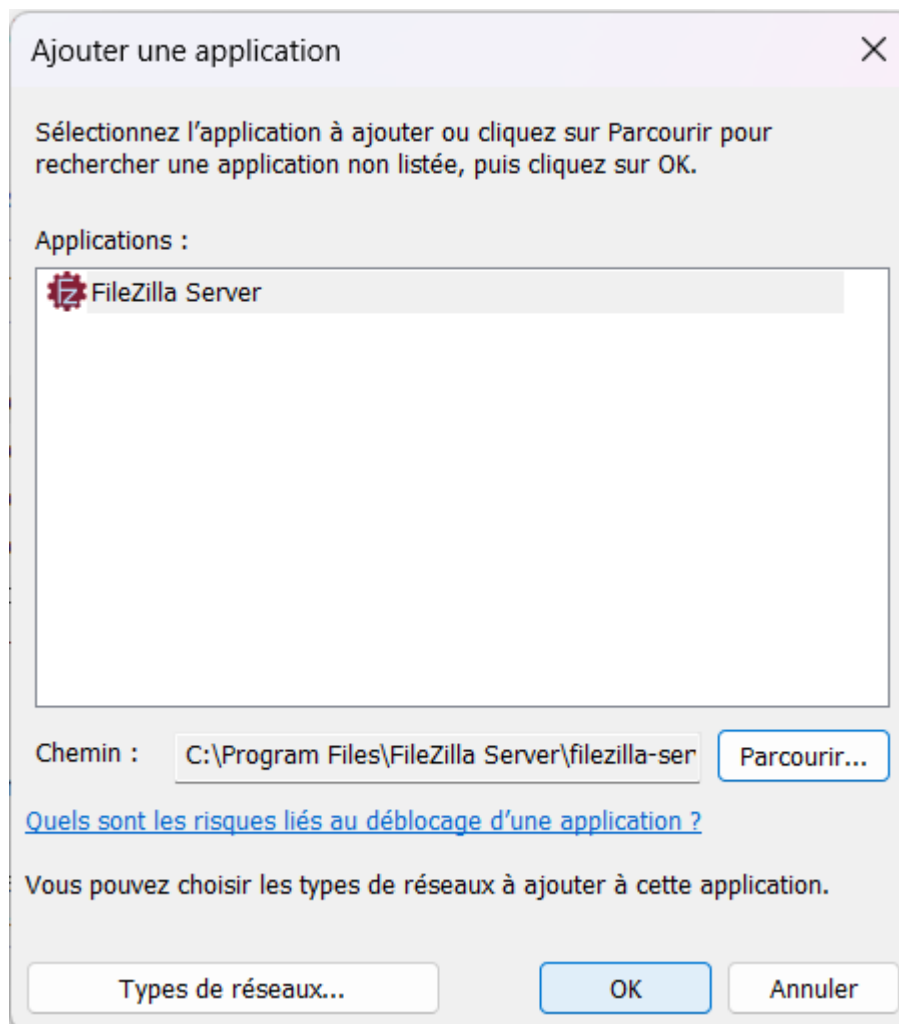 Ajouter une application
Sélectionnez l’application à ajouter ou cliquez sur Parcourir pour
rechercher une application non listée, puis cliquez sur OK.
Applications :
FileZilla Server
Chemin :
C:\Program Files\FileZilla Server\filezilla-ser
Parcourir...
Quels sont les risques liés au déblocage d’une application ?
Vous pouvez choisir les types de réseaux à ajouter à cette application.
Types de réseaux...
OK
Annuler